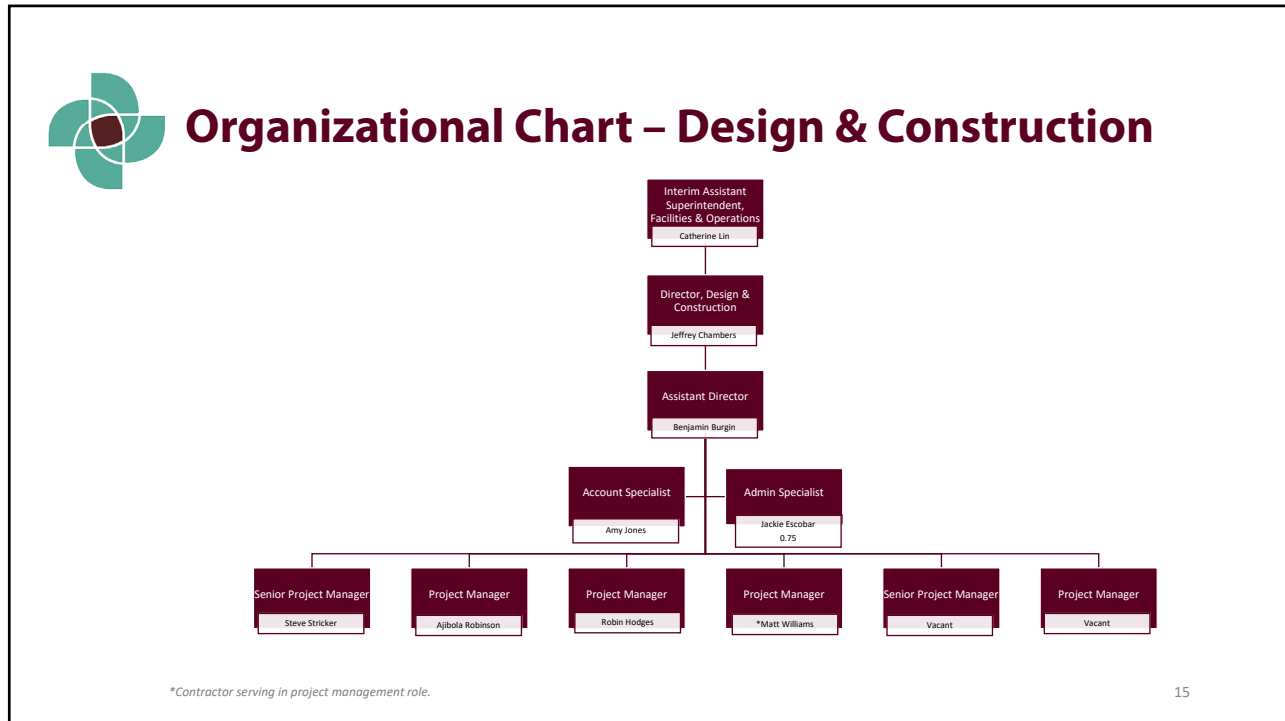 Organizational Chart – Design & Construction
Interim Assistant
Superintendent,
Facilities & Operations
Catherine Lin
Director, Design &
Construction
Jeffrey Chambers
Assistant Director
Benjamin Burgin
Account Specialist
Amy Jones
Admin Specialist
Jackie Escobar
0.75
Senior Project Manager
Steve Stricker
Project Manager
Ajibola Robinson
Project Manager
Robin Hodges
Project Manager
*Matt Williams
Senior Project Manager
Vacant
Project Manager
Vacant
*Contractor serving in project management role.
15